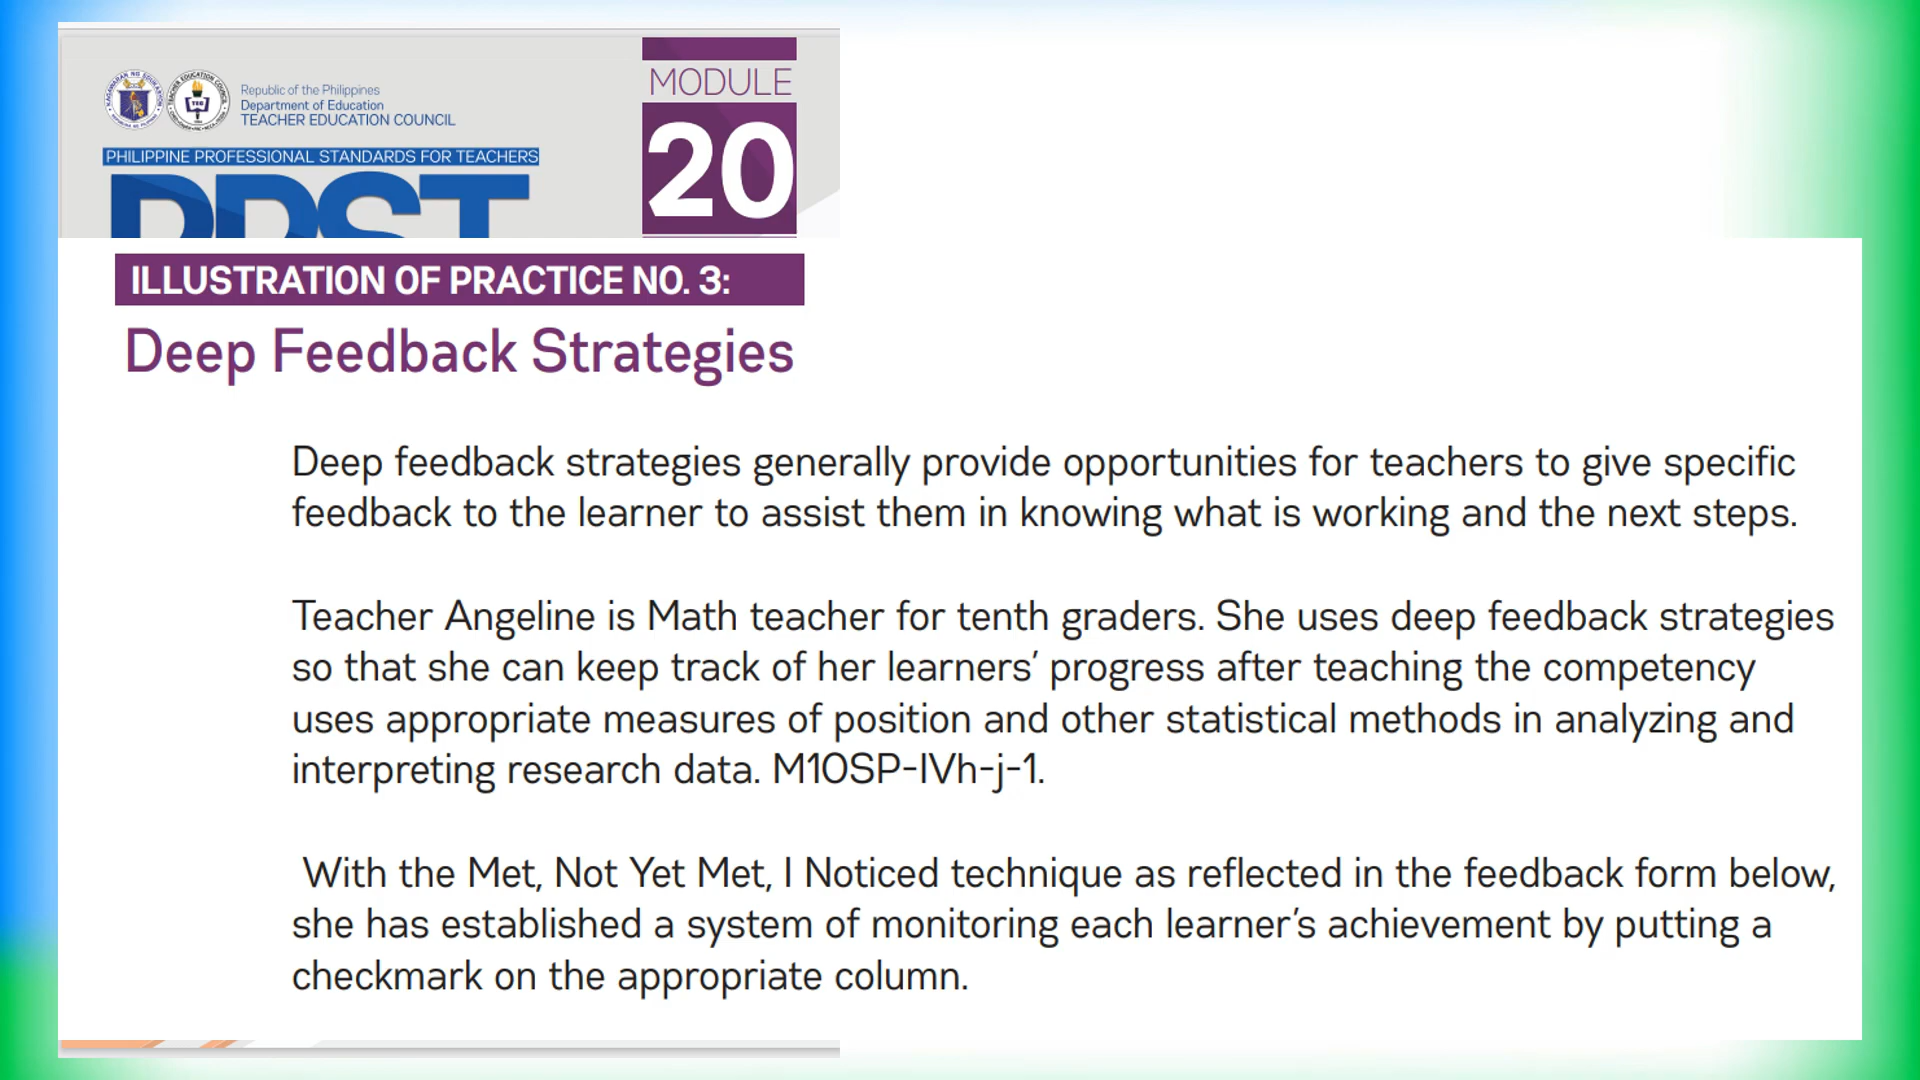 Republic of the Philippines
Department of Education
TEACHER EDUCATION COUNCIL
PHILIPPINE PROFESSIONAL STANDARDS FOR TEACHERS
PPST
MODULE
20
ILLUSTRATION OF PRACTICE NO. 3:
Deep Feedback Strategies
Deep feedback strategies generally provide opportunities for teachers to give specific
feedback to the learner to assist them in knowing what is working and the next steps.
Teacher Angeline is Math teacher for tenth graders. She uses deep feedback strategies
so that she can keep track of her learners’ progress after teaching the competency
uses appropriate measures of position and other statistical methods in analyzing and
interpreting research data. M10SP-IVh-j-1.
With the Met, Not Yet Met, I Noticed technique as reflected in the feedback form below,
she has established a system of monitoring each learner’s achievement by putting a
checkmark on the appropriate column.